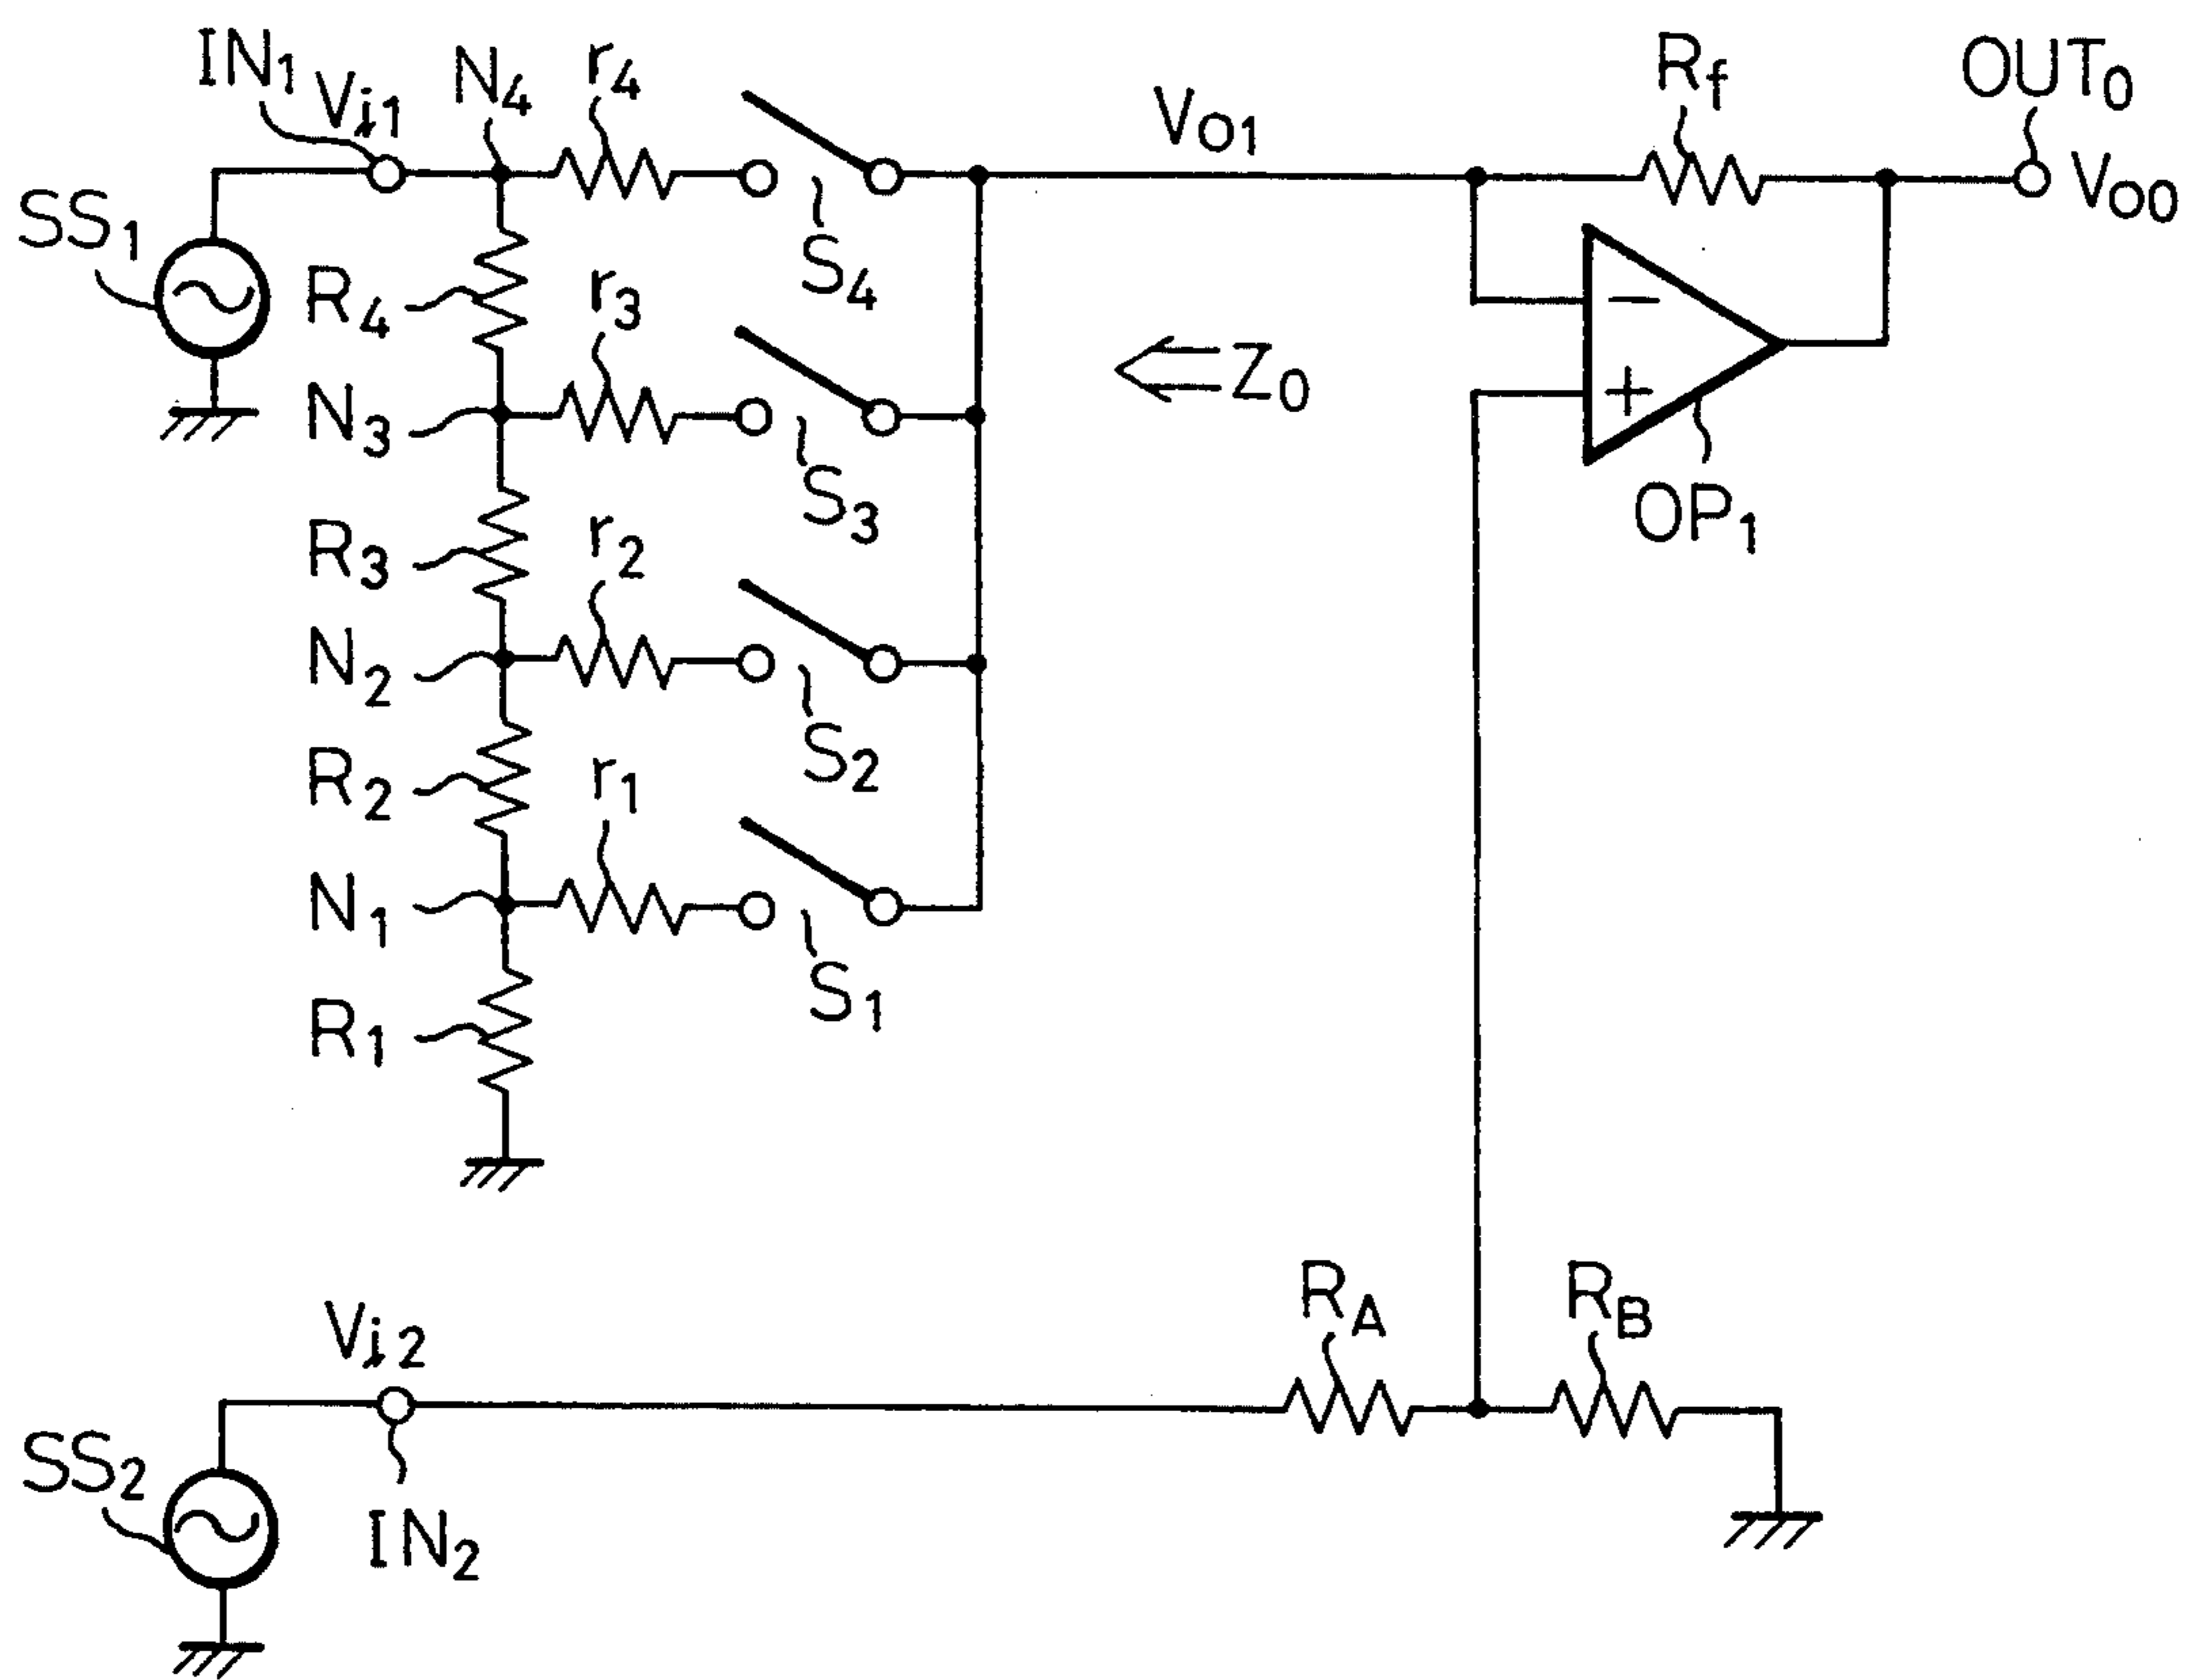 IN1
Vi1
N4
r4
VO1
Rf
OUT0
VO0
SS1
R4
r3
S4
Z0
N3
S3
OP1
R3
r2
N2
S2
R2
r1
N1
S1
R1
Vi2
RA
RB
SS2
IN2
− 
+